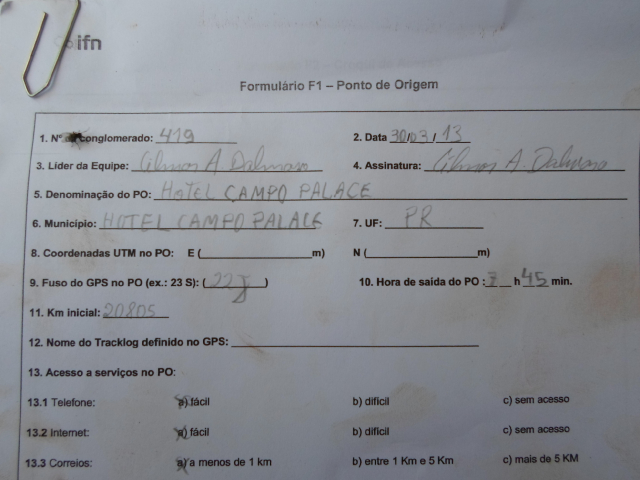 ifn
Formulário F1 – Ponto de Origem
1. Nº conglomerado: 419 2. Data 30/03/13
3. Líder da Equipe: A Dalmaso 4. Assinatura: A. Dalmaso
5. Denominação do PO: HOTEL CAMPO PALACE
6. Município: HOTEL CAMPO PALACE 7. UF: PR
8. Coordenadas UTM no PO: E ( m) N ( m)
9. Fuso do GPS no PO (ex.: 23 S): (22J) 10. Hora de saída do PO : 7 h 45 min.
11. Km inicial: 20805
12. Nome do Tracklog definido no GPS:
13. Acesso a serviços no PO:
13.1 Telefone: a) fácil b) difícil c) sem acesso
13.2 Internet: a) fácil b) difícil c) sem acesso
13.3 Correios: a) a menos de 1 km b) entre 1 Km e 5 Km c) mais de 5 KM